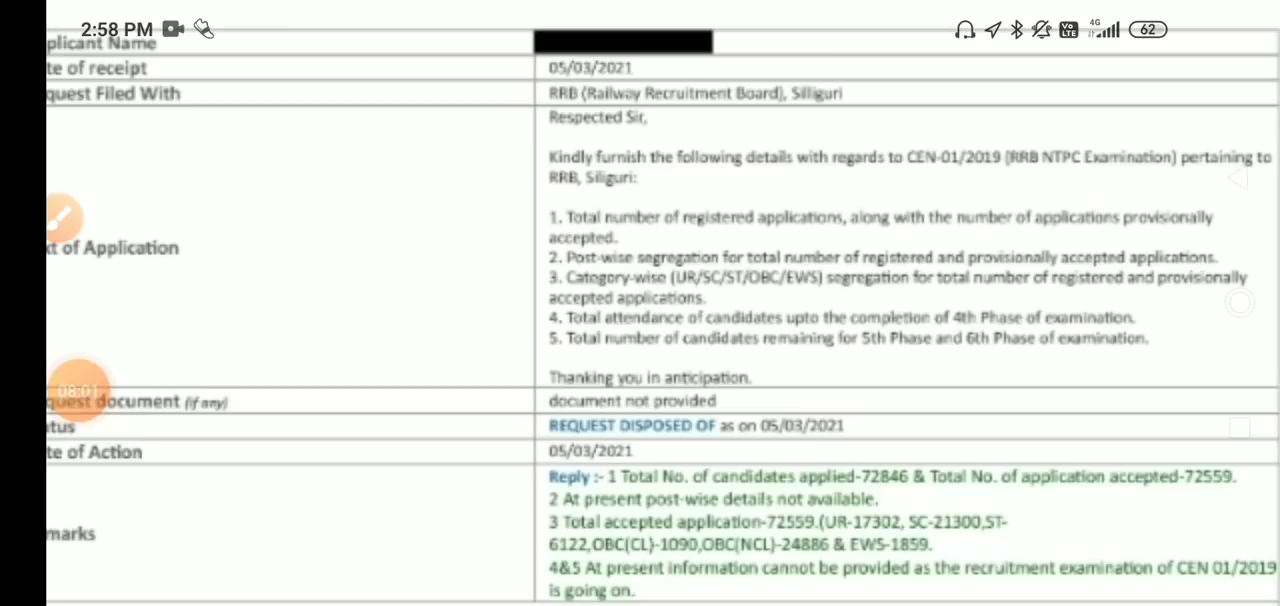 2:58 PM
4G
Vo
LTE
62
plicant Name
te of receipt
05/03/2021
quest Filed With
RRB (Railway Recruitment Board), Silliguri
Respected Sir,
Kindly furnish the following details with regards to CEN-01/2019 (RRB NTPC Examination) pertaining to
RRB, Siliguri:
1. Total number of registered applications, along with the number of applications provisionally
accepted.
2. Post-wise segregation for total number of registered and provisionally accepted applications.
xt of Application
3. Category-wise (UR/SC/ST/OBC/EWS) segregation for total number of registered and provisionally
accepted applications.
4. Total attendance of candidates upto the completion of 4th Phase of examination.
5. Total number of candidates remaining for 5th Phase and 6th Phase of examination.
Thanking you in anticipation.
08:01
quest document (if any)
document not provided
atus
REQUEST DISPOSED OF as on 05/03/2021
te of Action
05/03/2021
marks
Reply :- 1 Total No. of candidates applied-72846 & Total No. of application accepted-72559.
2 At present post-wise details not available.
3 Total accepted application-72559.(UR-17302, SC-21300,ST-
6122,OBC(CL)-1090,OBC(NCL)-24886 & EWS-1859.
4&5 At present information cannot be provided as the recruitment examination of CEN 01/2019
is going on.